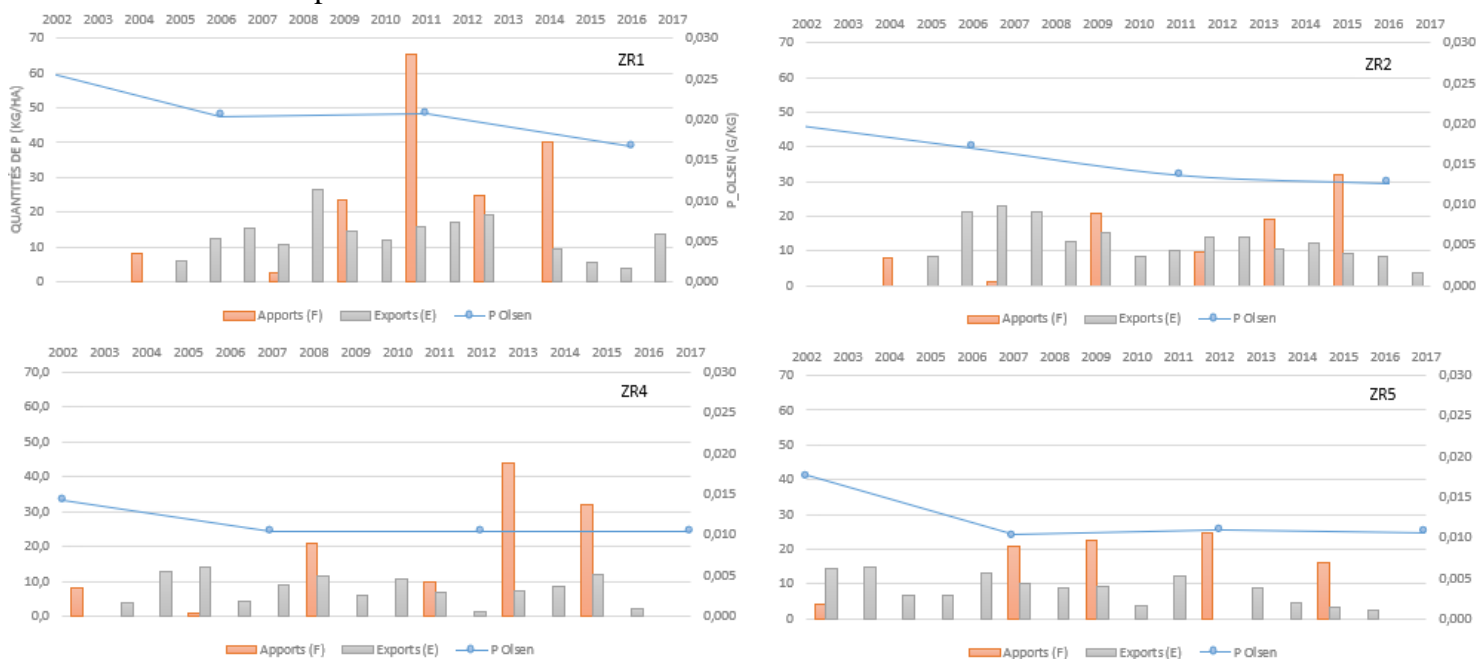 2002 2003 2004 2005 2006 2007 2008 2009 2010 2011 2012 2013 2014 2015 2016 2017
70 0,030
ZR1
60 0,025
50 0,020
40
30 0,015
20 0,010
10 0,005
0 0,000
QUANTITÉS DE P (KG/HA)
P_OLSEN (G/KG)
Apports (F) Exports (E) P Olsen
2002 2003 2004 2005 2006 2007 2008 2009 2010 2011 2012 2013 2014 2015 2016 2017
70 0,030
ZR2
60 0,025
50 0,020
40
30 0,015
20 0,010
10 0,005
0 0,000
Apports (F) Exports (E) P Olsen
2002 2003 2004 2005 2006 2007 2008 2009 2010 2011 2012 2013 2014 2015 2016 2017
70,0 0,030
ZR4
60,0 0,025
50,0 0,020
40,0
30,0 0,015
20,0 0,010
10,0 0,005
0,0 0,000
Apports (F) Exports (E) P Olsen
2002 2003 2004 2005 2006 2007 2008 2009 2010 2011 2012 2013 2014 2015 2016 2017
70 0,030
ZR5
60 0,025
50 0,020
40
30 0,015
20 0,010
10 0,005
0 0,000
Apports (F) Exports (E) P Olsen